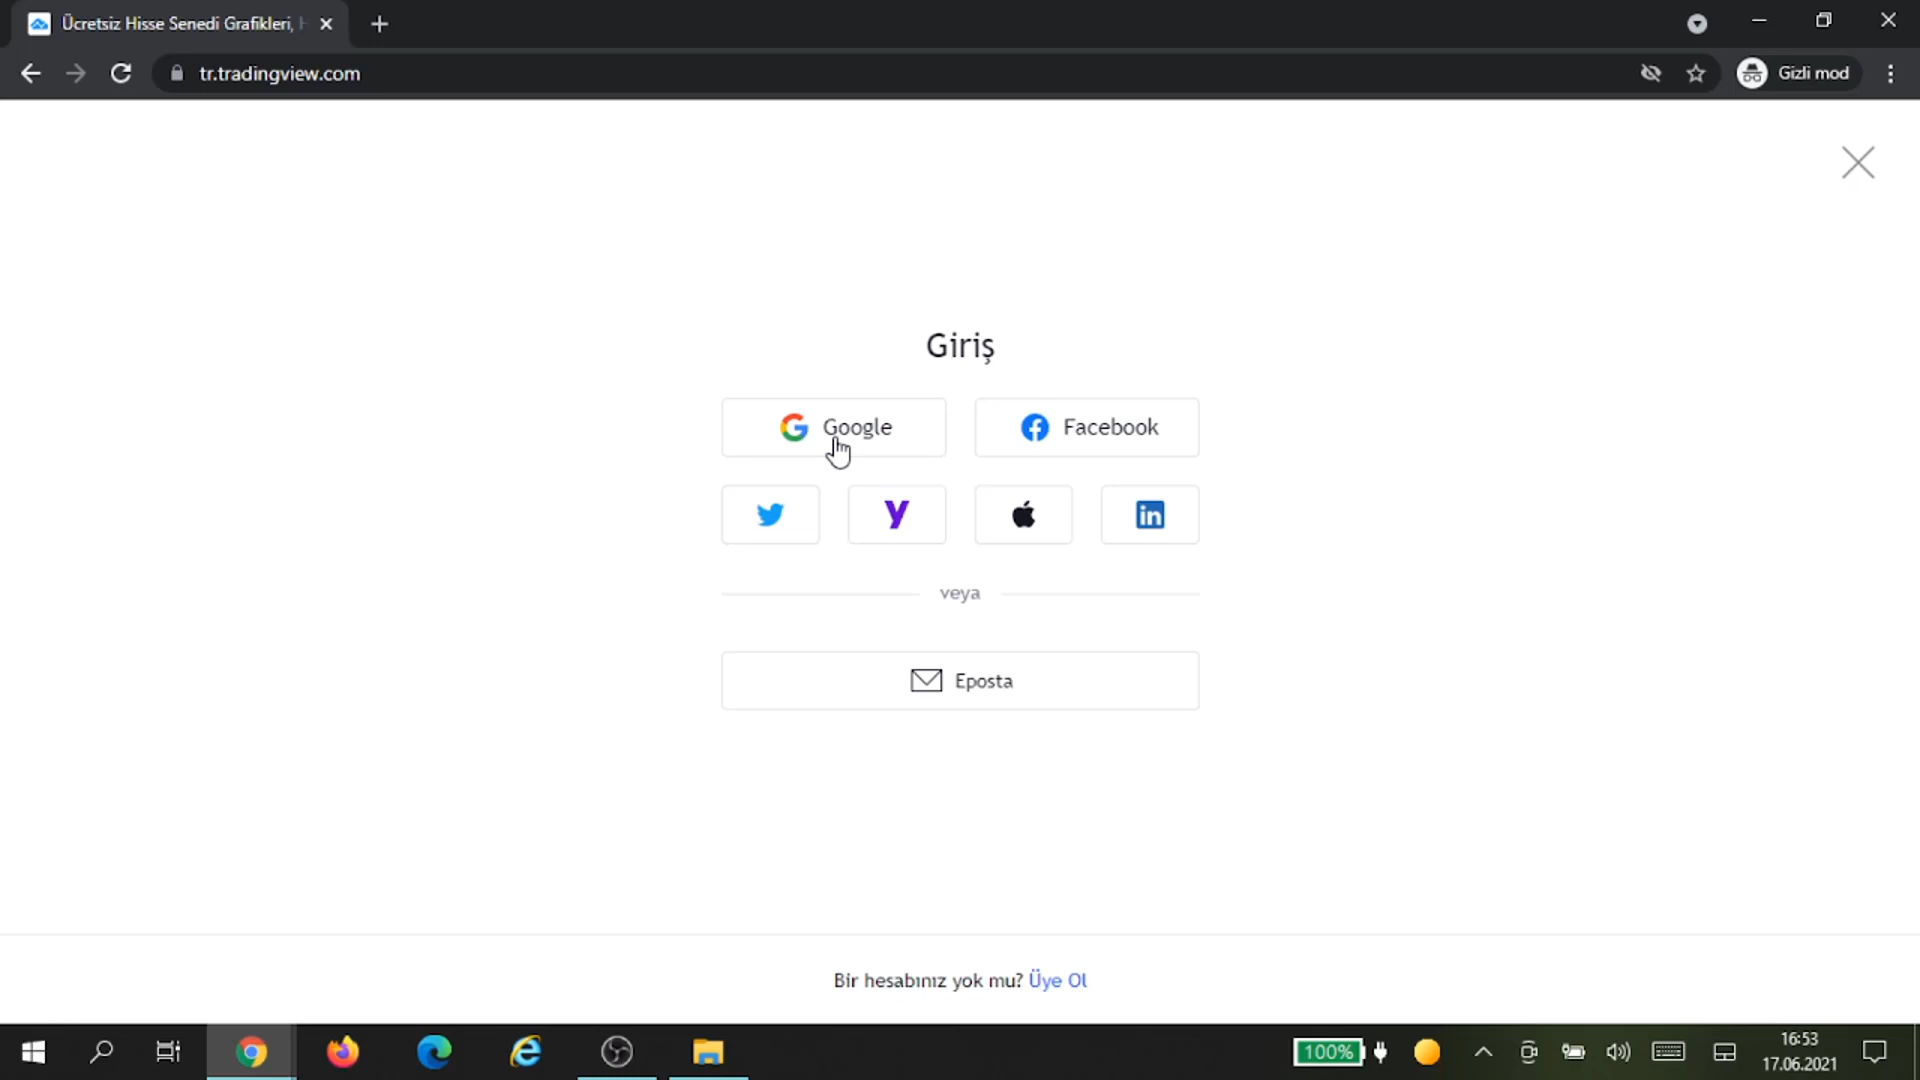 Ücretsiz Hisse Senedi Grafikleri,
tr.tradingview.com
Gizli mod
Giriş
Google
Facebook
veya
Eposta
Bir hesabınız yok mu? Üye Ol
100%
16:53
17.06.2021